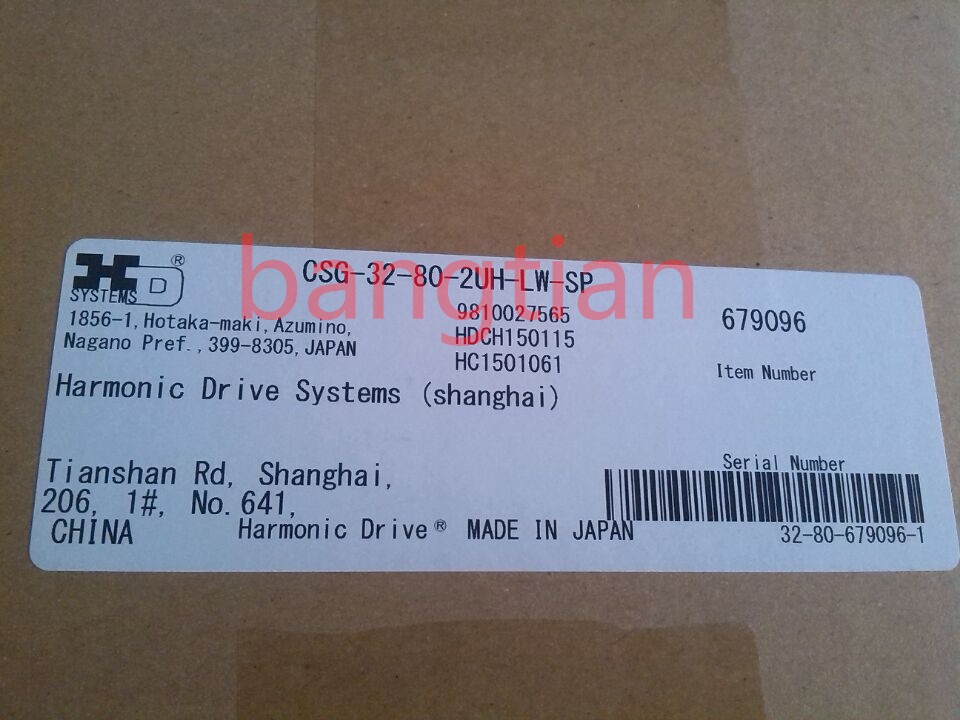 CSG-32-80-2UH-LW-SP
H D ®
SYSTEMS
1856-1, Hotaka-maki, Azumino,
Nagano Pref., 399-8305, JAPAN
9810027565
HDCH150115
HC1501061
679096
Item Number
Harmonic Drive Systems (shanghai)
Tianshan Rd, Shanghai,
206, 1#, No.641,
CHINA
Harmonic Drive® MADE IN JAPAN
Serial Number
32-80-679096-1
bangtian